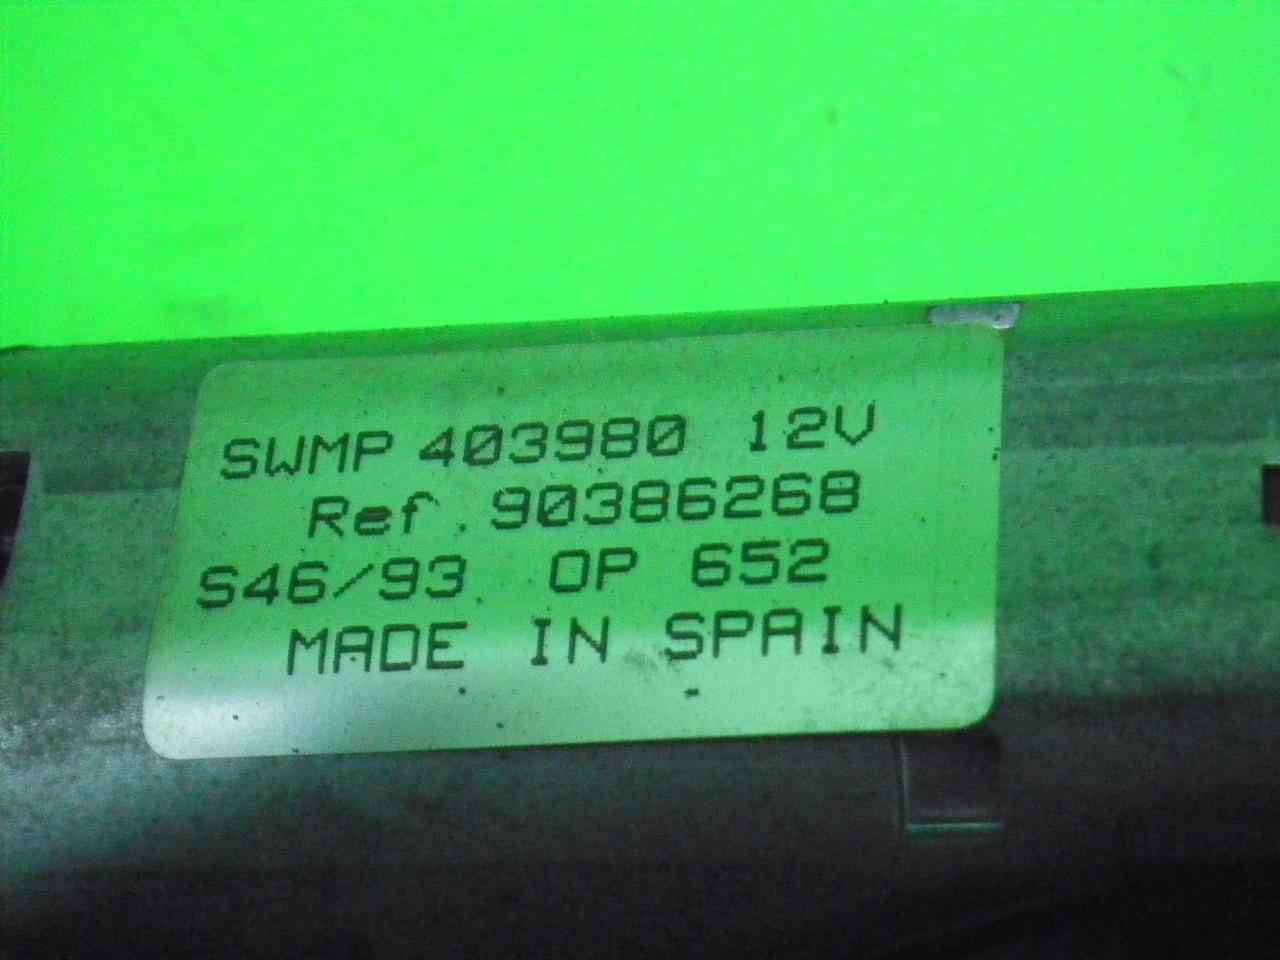 SWMP 403980 12V
Ref. 90386268
S46/93 OP 652
MADE IN SPAIN